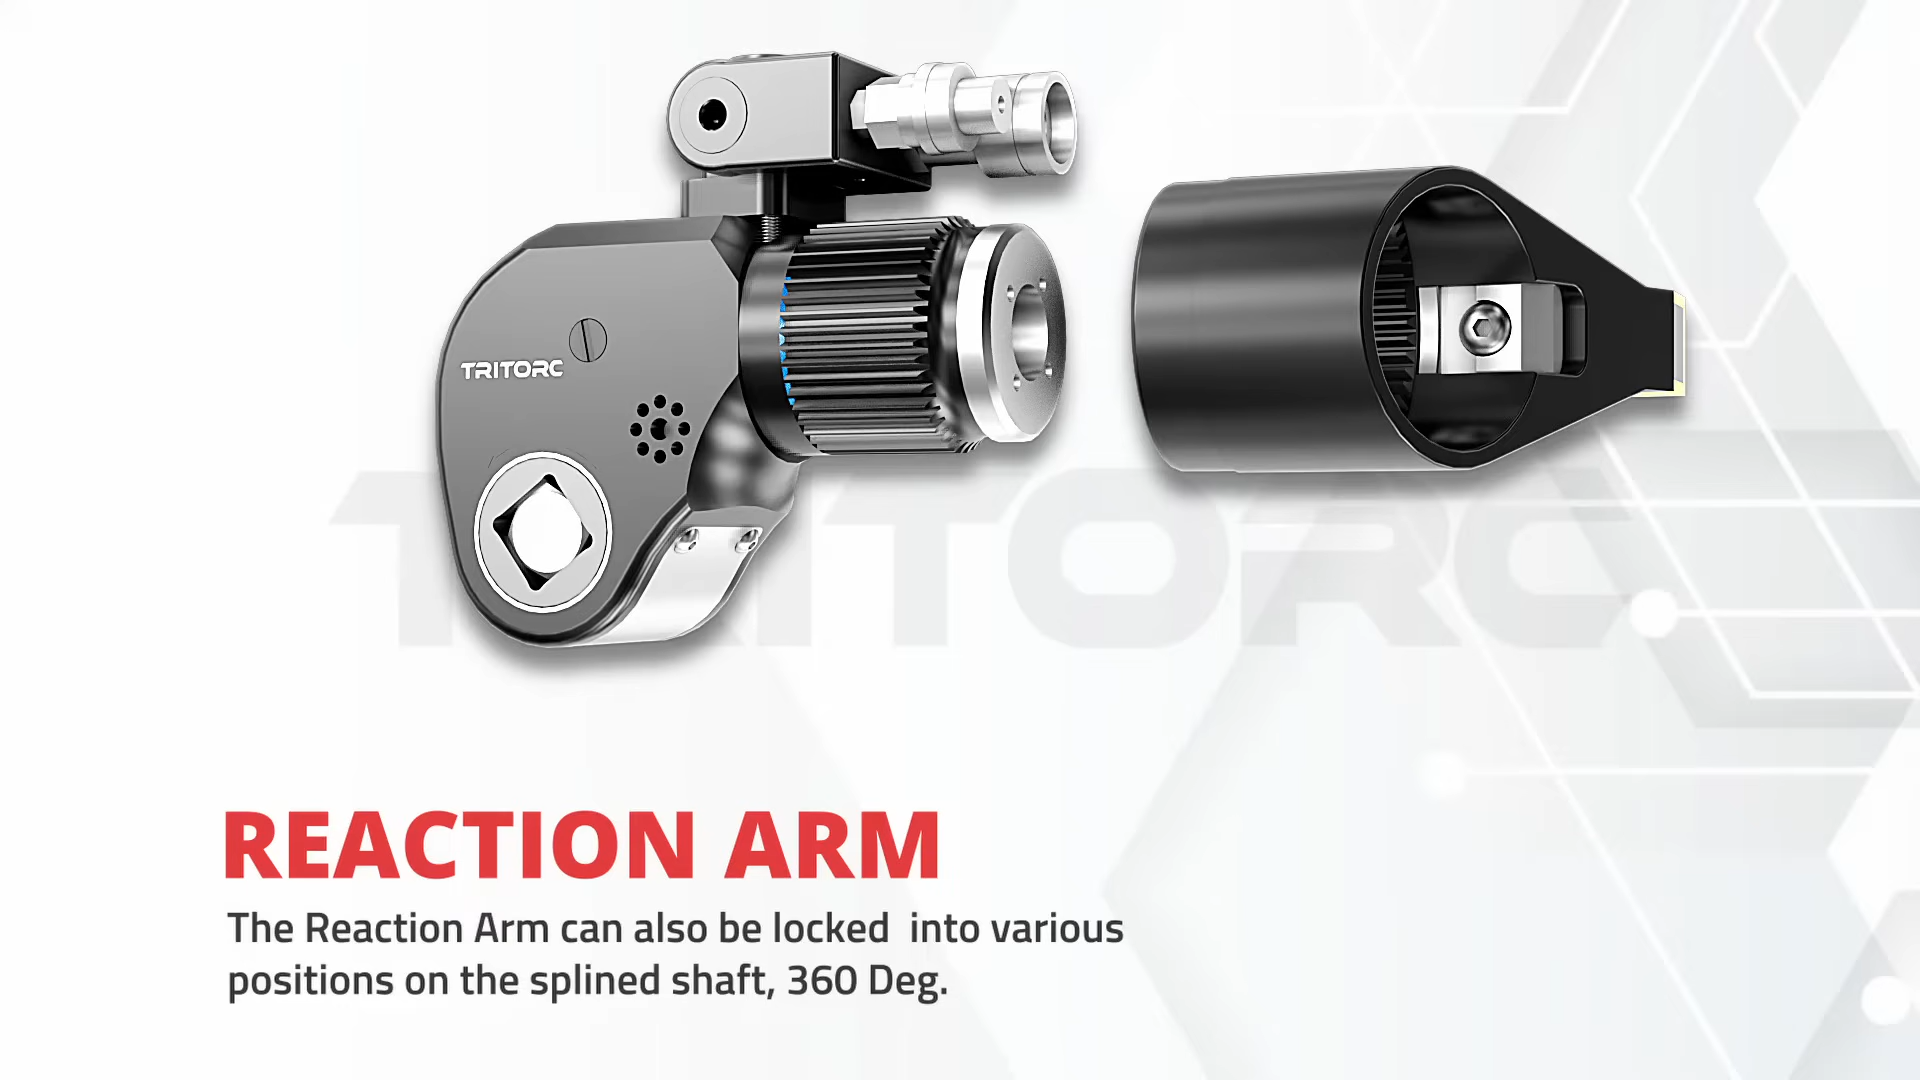 TRITORC
TRITORC
REACTION ARM
The Reaction Arm can also be locked  into various
positions on the splined shaft, 360 Deg.